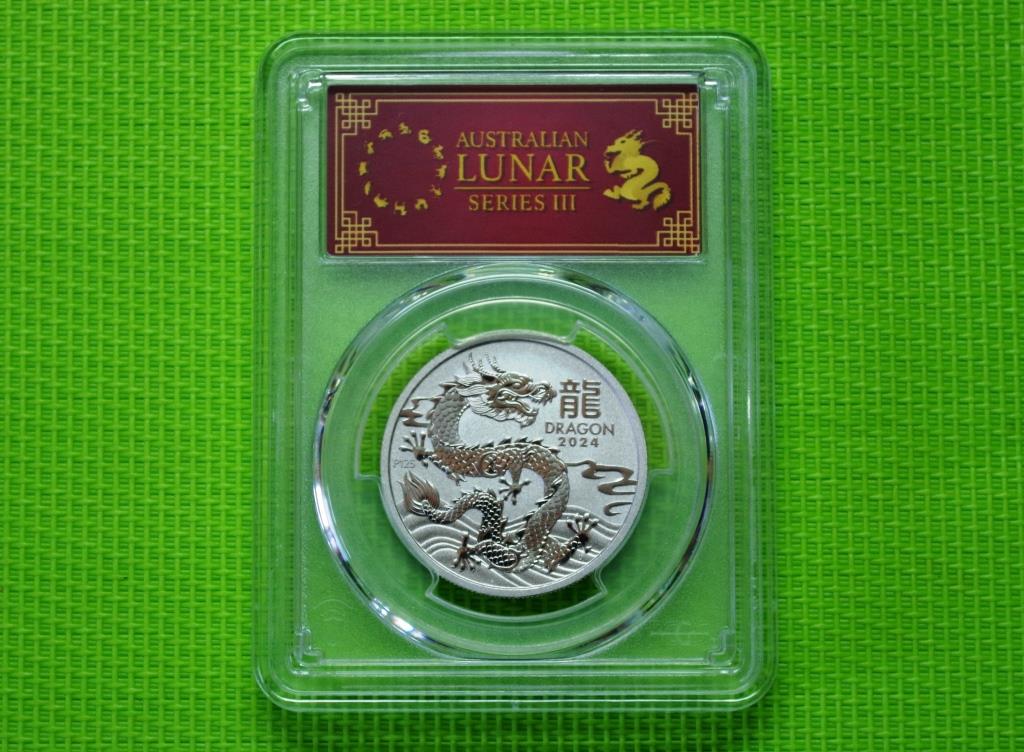 AUSTRALIAN
LUNAR
SERIES III
龍
DRAGON
2024
P125